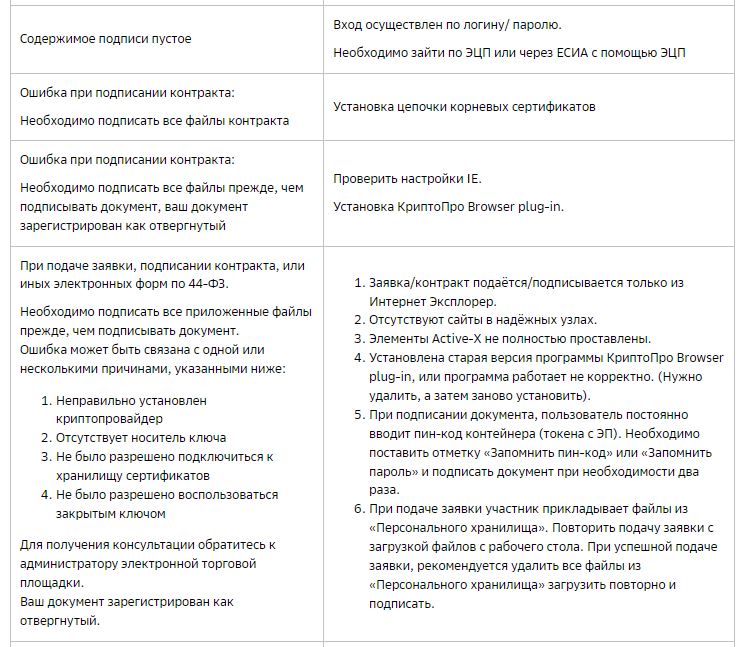 Содержимое подписи пустое
Вход осуществлен по логину/ паролю.
Необходимо зайти по ЭЦП или через ЕСИА с помощью ЭЦП
Ошибка при подписании контракта:
Необходимо подписать все файлы контракта
Установка цепочки корневых сертификатов
Ошибка при подписании контракта:
Необходимо подписать все файлы прежде, чем
подписывать документ, ваш документ
зарегистрирован как отвергнутый
Проверить настройки IE.
Установка КриптоПро Browser plug-in.
При подаче заявки, подписании контракта, или
иных электронных форм по 44-ФЗ.
Необходимо подписать все приложенные файлы
прежде, чем подписывать документ.
Ошибка может быть связана с одной или
несколькими причинами, указанными ниже:
1. Неправильно установлен
криптопровайдер
2. Отсутствует носитель ключа
3. Не было разрешено подключиться к
хранилищу сертификатов
4. Не было разрешено воспользоваться
закрытым ключом
Для получения консультации обратитесь к
администратору электронной торговой
площадки.
Ваш документ зарегистрирован как
отвергнутый.
1. Заявка/контракт подаётся/подписывается только из
Интернет Эксплорер.
2. Отсутствуют сайты в надёжных узлах.
3. Элементы Active-X не полностью проставлены.
4. Установлена старая версия программы КриптоПро Browser
plug-in, или программа работает не корректно. (Нужно
удалить, а затем заново установить).
5. При подписании документа, пользователь постоянно
вводит пин-код контейнера (токена с ЭП). Необходимо
поставить отметку «Запомнить пин-код» или «Запомнить
пароль» и подписать документ при необходимости два
раза.
6. При подаче заявки участник прикладывает файлы из
«Персонального хранилища». Повторить подачу заявки с
загрузкой файлов с рабочего стола. При успешной подаче
заявки, рекомендуется удалить все файлы из
«Персонального хранилища» загрузить повторно и
подписать.